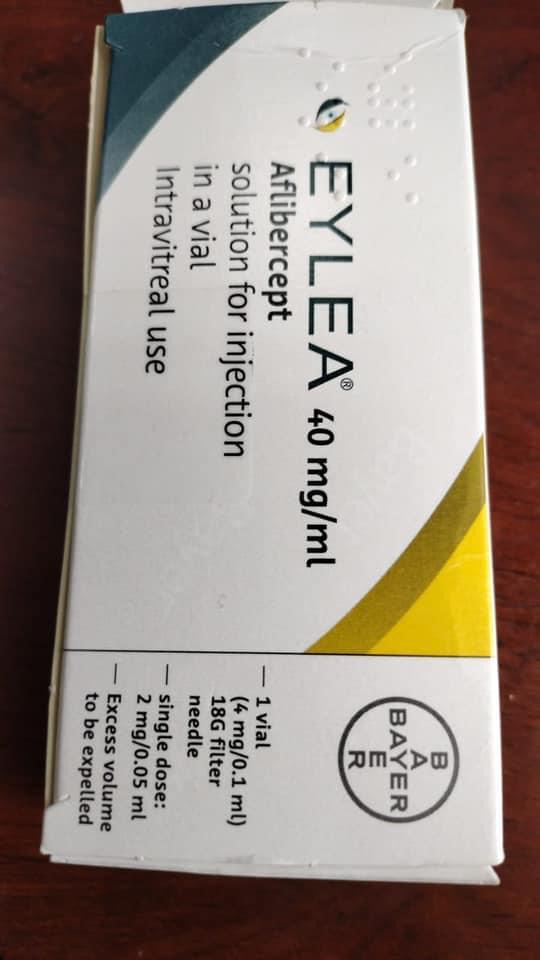 EYLEA® 40 mg/ml
Aflibercept
solution for injection
in a vial
Intravitreal use
B
A
BAYER
E
R
— 1 vial
(4 mg/0.1 ml)
18G filter
needle
— single dose:
2 mg/0.05 ml
— Excess volume
to be expelled